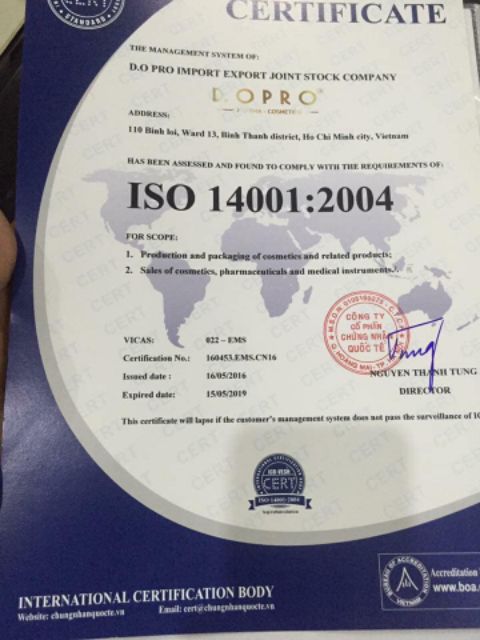 CERTIFICATE
STANDARD
THE MANAGEMENT SYSTEM OF:
D.O PRO IMPORT EXPORT JOINT STOCK COMPANY
D.OPRO
ADDRESS:
110 Binh loi, Ward 13, Binh Thanh district, Ho Chi Minh city, Vietnam
HAS BEEN ASSESSED AND FOUND TO COMPLY WITH THE REQUIREMENTS OF:
ISO 14001:2004
FOR SCOPE:
1. Production and packaging of cosmetics and related products;
2. Sales of cosmetics, pharmaceuticals and medical instruments.
CÔNG TY
CỔ PHẦN
CHỨNG NHẬN
QUỐC TẾ
VICAS: 022 – EMS
Certification No.: 160453.EMS.CN16
Issued date : 16/05/2016
Expired date: 15/05/2019
NGUYEN THANH TUNG
DIRECTOR
This certificate will lapse if the customer's management system does not pass the surveillance of
CERT
ISO 14001:2004
BUREAU OF ACCREDITATION
VIETNAM
Accreditation
www.boa.
INTERNATIONAL CERTIFICATION BODY
Website: chungnhanquocte.vn Email: cert@chungnhanquocte.vn